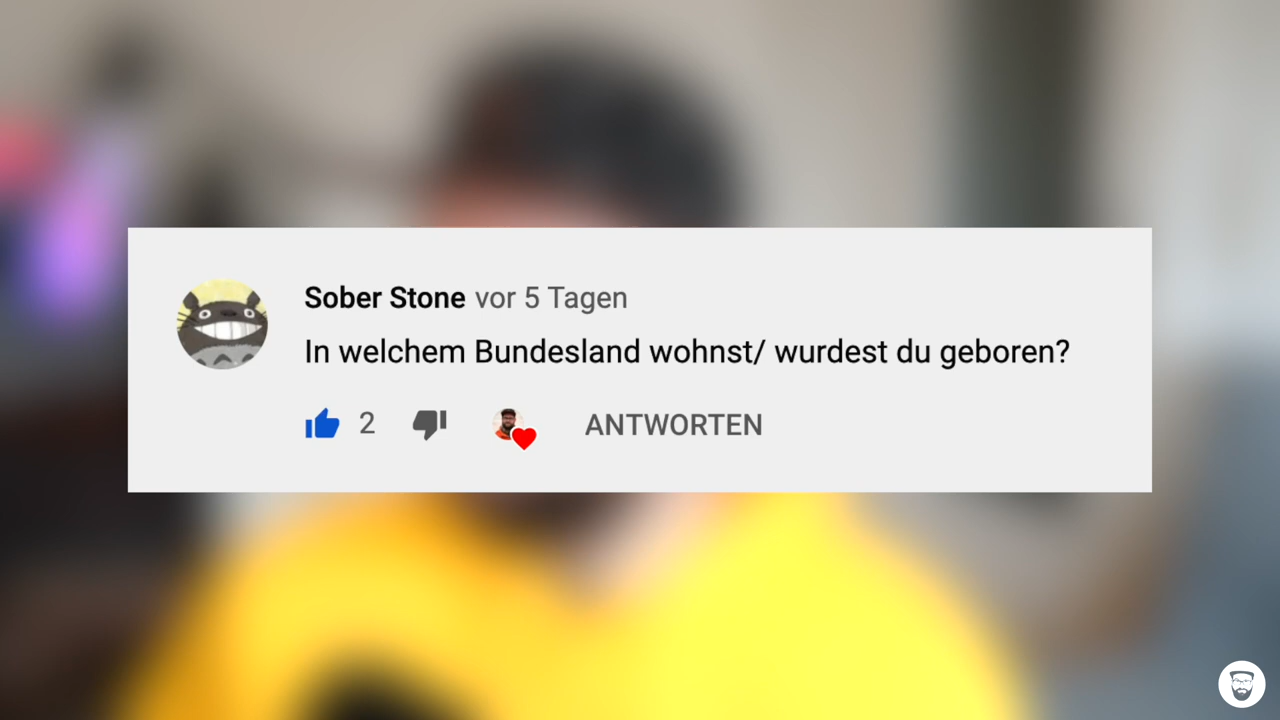 Sober Stone vor 5 Tagen
In welchem Bundesland wohnst/ wurdest du geboren?
2 ANTWORTEN